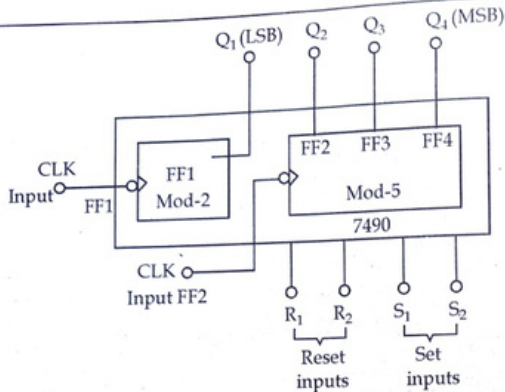 Q₁ (LSB) Q₂ Q₃ Q₄ (MSB)
FF2 FF3 FF4
CLK
Input
FF1
FF1
Mod-2
Mod-5
7490
CLK
Input FF2
R₁ R₂ S₁ S₂
Reset
inputs
Set
inputs